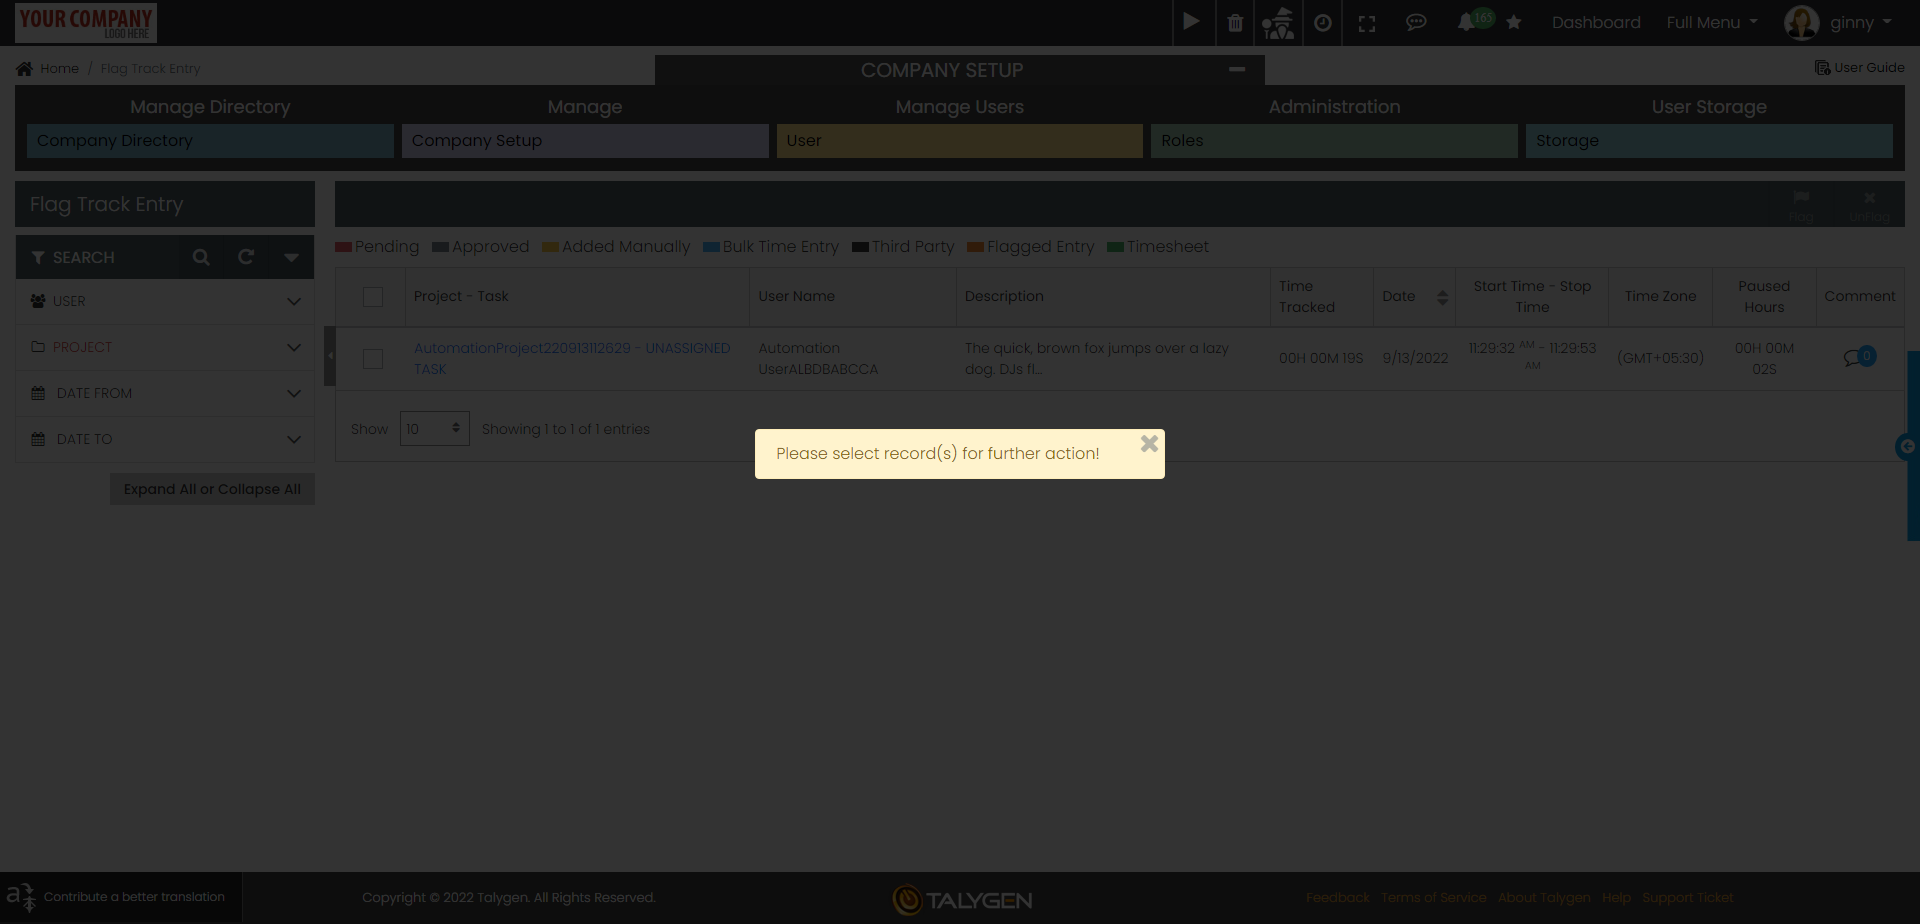 YOUR COMPANY
LOGO HERE
165
Dashboard
Full Menu
ginny
Home / Flag Track Entry
COMPANY SETUP
User Guide
Manage Directory
Manage
Manage Users
Administration
User Storage
Company Directory
Company Setup
User
Roles
Storage
Flag Track Entry
Flag
UnFlag
SEARCH
USER
PROJECT
DATE FROM
DATE TO
Expand All or Collapse All
Pending
Approved
Added Manually
Bulk Time Entry
Third Party
Flagged Entry
Timesheet
Project - Task
User Name
Description
Time
Tracked
Date
Start Time - Stop
Time
Time Zone
Paused
Hours
Comment
AutomationProject220913112629 - UNASSIGNED
TASK
Automation
UserALBDBABCCA
The quick, brown fox jumps over a lazy
dog. DJs fl...
00H 00M 19S
9/13/2022
11:29:32 AM - 11:29:53
AM
(GMT+05:30)
00H 00M
02S
0
Show 10 Showing 1 to 1 of 1 entries
Please select record(s) for further action!
Contribute a better translation
Copyright © 2022 Talygen. All Rights Reserved.
TALYGEN
Feedback
Terms of Service
About Talygen
Help
Support Ticket